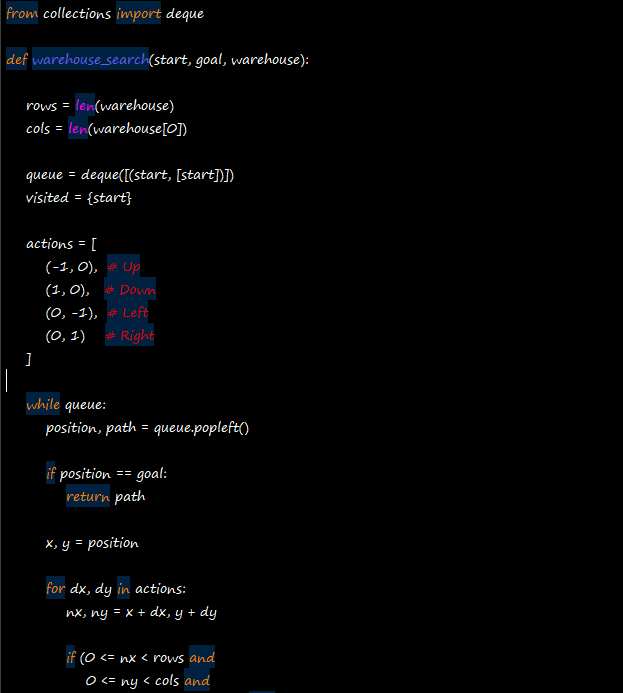 from collections import deque
def warehouse_search(start, goal, warehouse):
rows = len(warehouse)
cols = len(warehouse[0])
queue = deque([(start, [start])])
visited = {start}
actions = [
(-1, 0),  # Up
(1, 0),  # Down
(0, -1),  # Left
(0, 1)  # Right
]
while queue:
position, path = queue.popleft()
if position == goal:
return path
x, y = position
for dx, dy in actions:
nx, ny = x + dx, y + dy
if (0 <= nx < rows and
0 <= ny < cols and